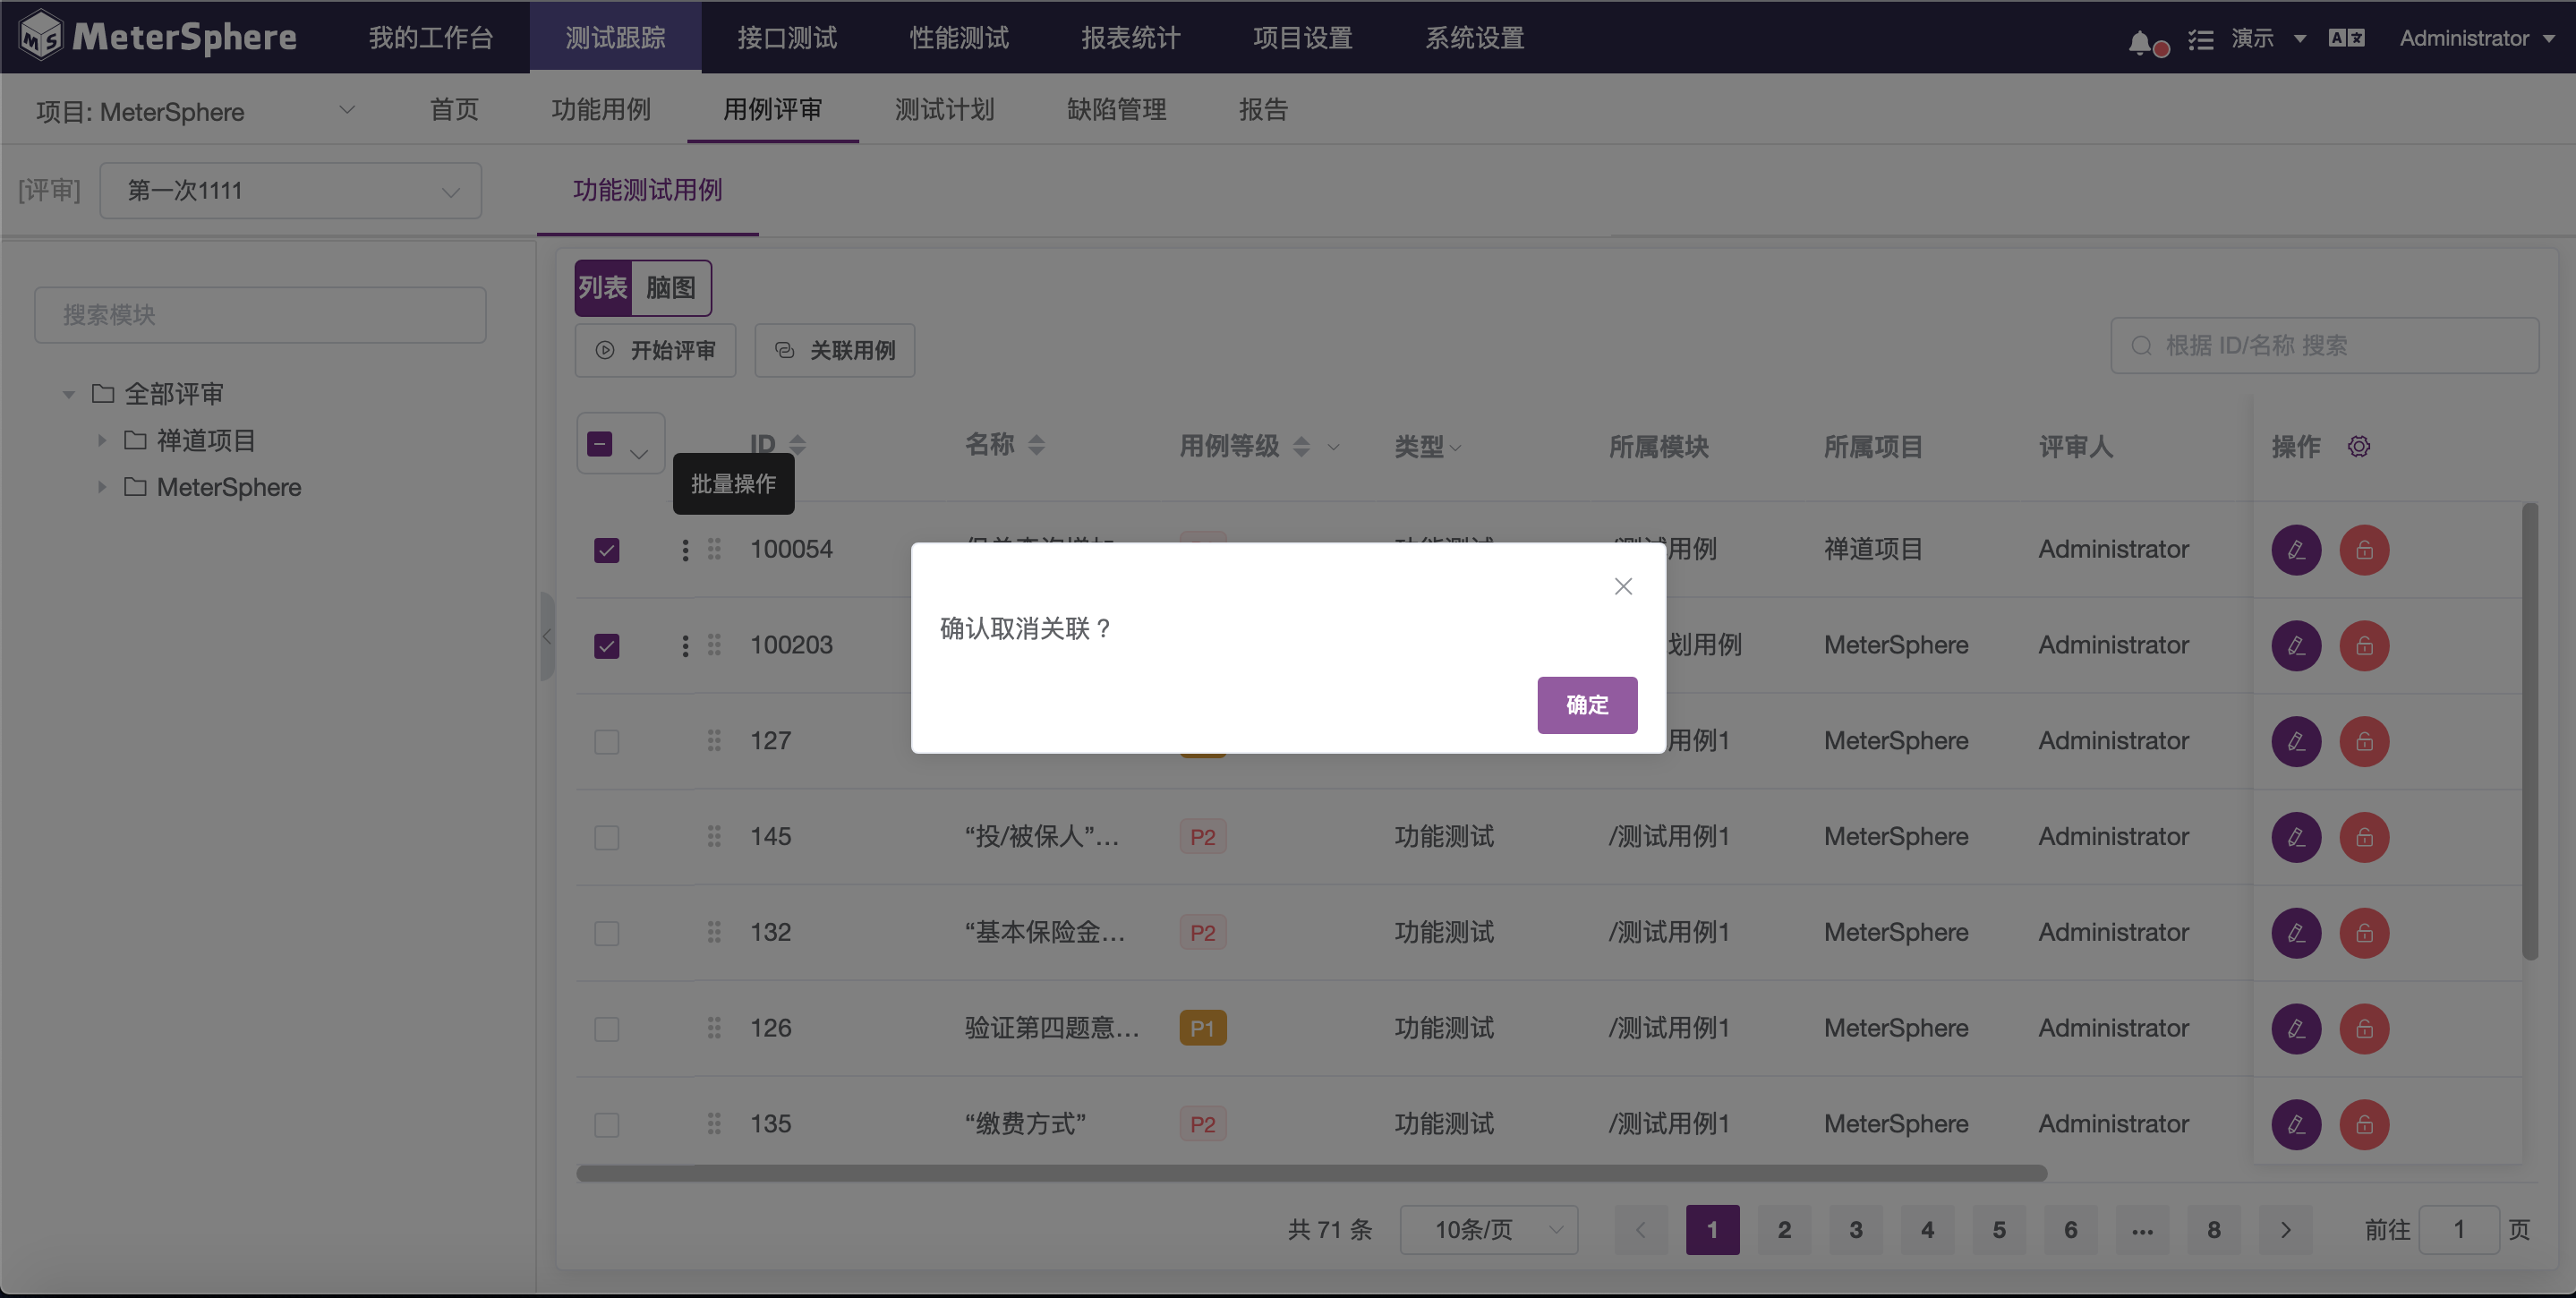 MeterSphere 我的工作台 测试跟踪 接口测试 性能测试 报表统计 项目设置 系统设置 演示 Administrator
项目: MeterSphere 首页 功能用例 用例评审 测试计划 缺陷管理 报告
[评审] 第一次1111 功能测试用例
列表 脑图
搜索模块
开始评审 关联用例
根据 ID/名称 搜索
全部评审
禅道项目
MeterSphere
ID 名称 用例等级 类型 所属模块 所属项目 评审人 操作
批量操作
100054 用例 禅道项目 Administrator
确认取消关联？
100203 划用例 MeterSphere Administrator
确定
127 用例1 MeterSphere Administrator
145 “投/被保人”... P2 功能测试 /测试用例1 MeterSphere Administrator
132 “基本保险金... P2 功能测试 /测试用例1 MeterSphere Administrator
126 验证第四题意... P1 功能测试 /测试用例1 MeterSphere Administrator
135 “缴费方式” P2 功能测试 /测试用例1 MeterSphere Administrator
共 71 条 10条/页 1 2 3 4 5 6 ... 8 前往 1 页